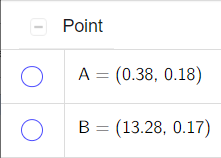 Point
A = (0.38, 0.18)
B = (13.28, 0.17)